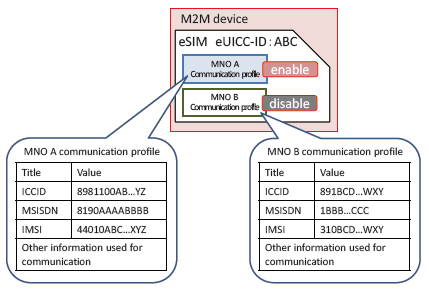 M2M device
eSIM eUICC-ID：ABC
MNO A
Communication profile
enable
MNO B
Communication profile
disable
MNO A communication profile
Title Value
ICCID 8981100AB...YZ
MSISDN 8190AAAABBBB
IMSI 44010ABC...XYZ
Other information used for
communication
MNO B communication profile
Title Value
ICCID 891BCD...WXY
MSISDN 1BBB...CCC
IMSI 310BCD...WXY
Other information used for
communication